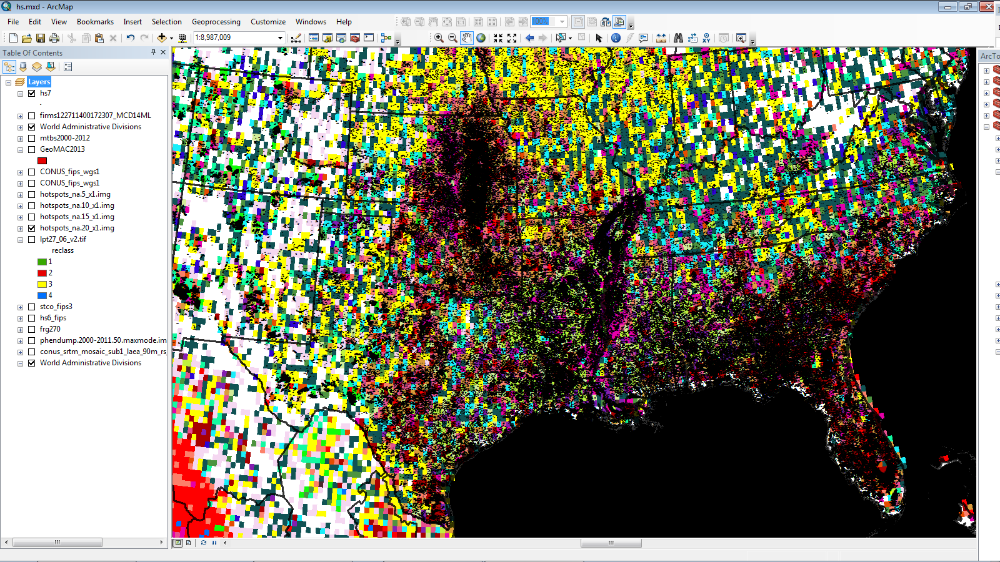 hs.mxd - ArcMap
File Edit View Bookmarks Insert Selection Geoprocessing Customize Windows Help
100%
1:8,987,009
Table Of Contents
ArcTo
Layers
hs7
firms122711400172307_MCD14ML
World Administrative Divisions
mtbs2000-2012
GeoMAC2013
CONUS_fips_wgs1
CONUS_fips_wgs1
hotspots_na.5_x1.img
hotspots_na.10_x1.img
hotspots_na.15_x1.img
hotspots_na.20_x1.img
lpt27_06_v2.tif
reclass
1
2
3
4
stco_fips3
hs6_fips
frg270
phendump.2000-2011.50.maxmode.im
conus_srtm_mosaic_sub1_laea_90m_rs
World Administrative Divisions